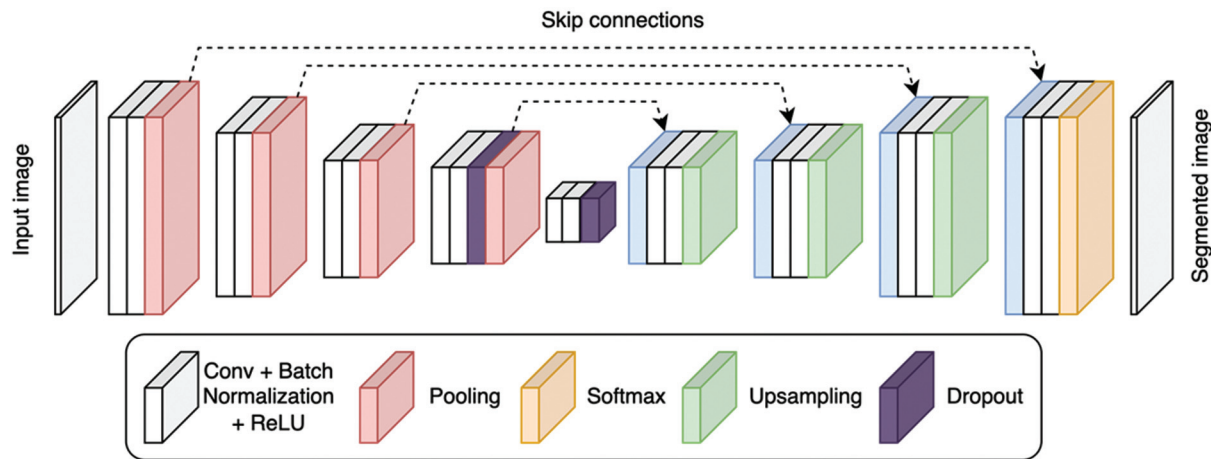 Skip connections
Input image
Segmented image
Conv + Batch
Normalization
+ ReLU
Pooling
Softmax
Upsampling
Dropout